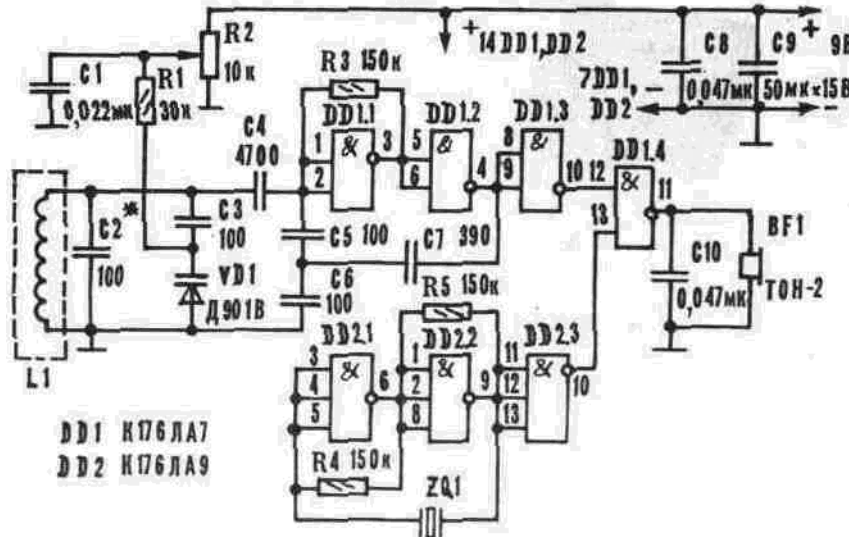 R2
10к
+
14 DD1, DD2
+
9В
C8
0,047мк
C9
50мк×15В
7 DD1,
DD2
−
−
C1
0,022мк
R1
30к
R3 150к
DD1.1
DD1.2
DD1.3
DD1.4
C4
4700
1
2
&
3
5
6
&
4
8
9
&
10
12
13
&
11
C2
*
100
C3
100
C5 100
C7 390
C6
100
VD1
Д901В
L1
R5 150к
C10
0,047мк
BF1
ТОН-2
DD2.1
DD2.2
DD2.3
3
4
5
&
6
1
2
8
&
9
11
12
13
&
10
R4 150к
ZQ1
DD1 К176ЛА7
DD2 К176ЛА9